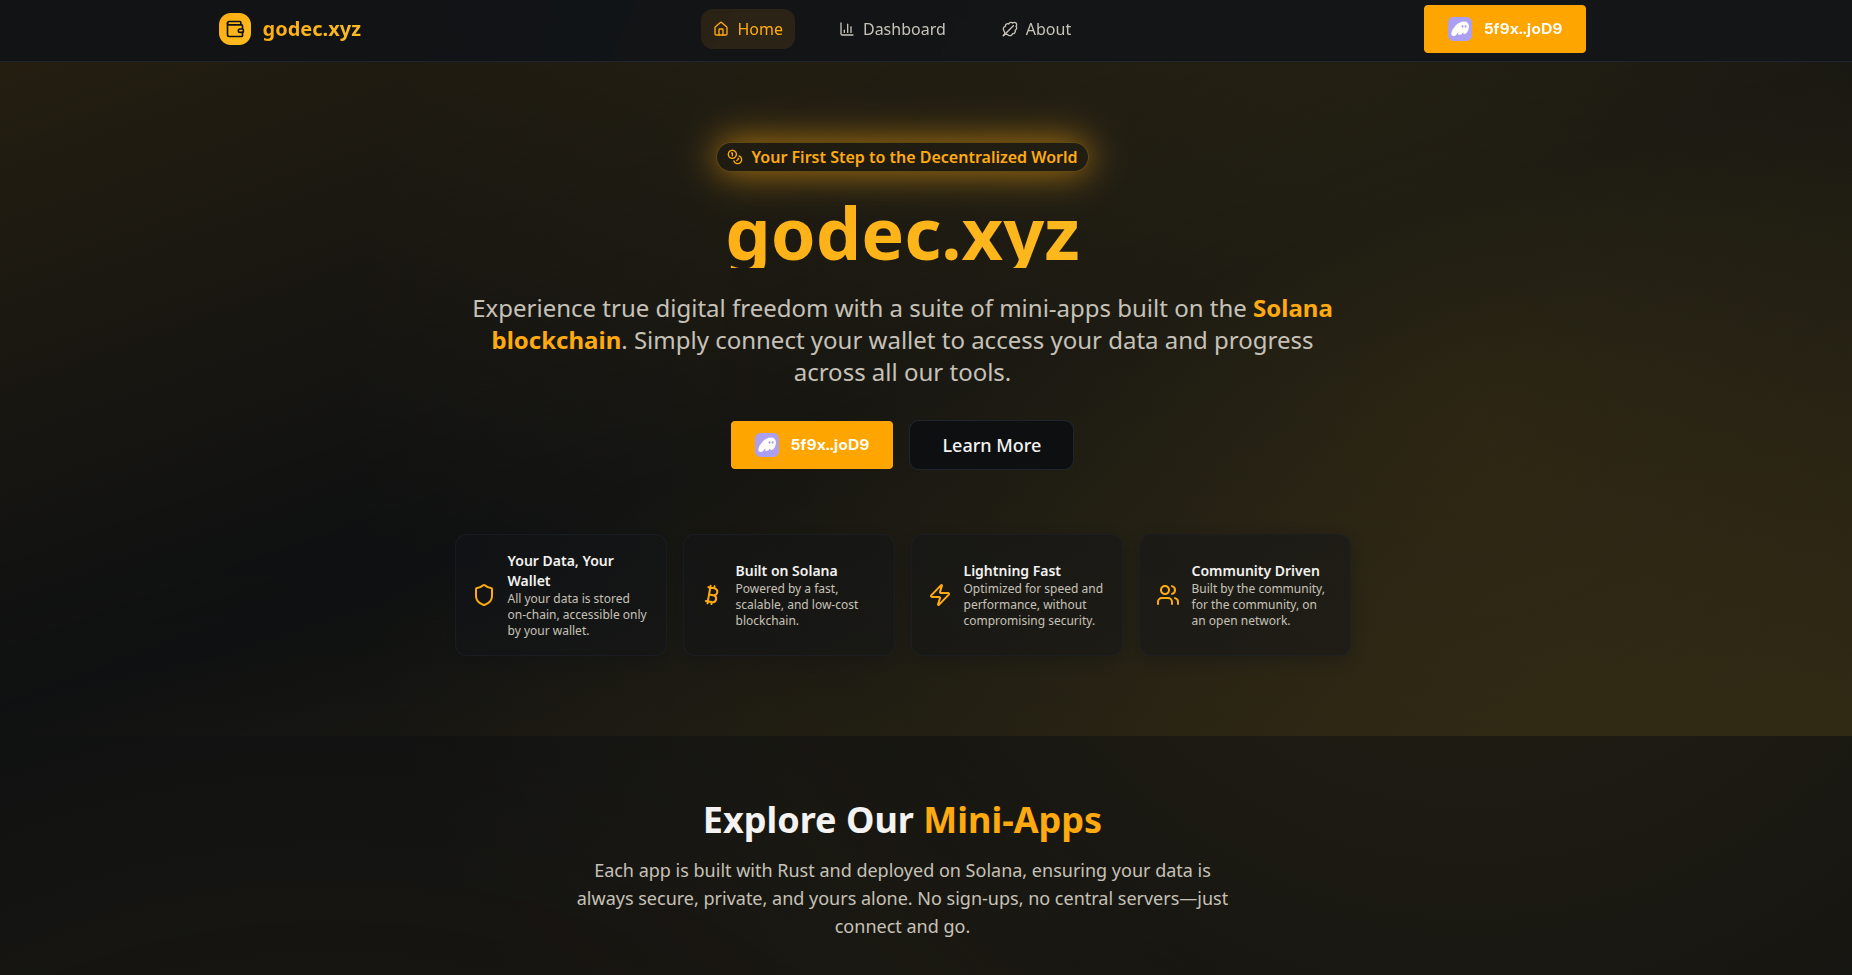 godec.xyz
Home
Dashboard
About
5f9x..joD9
Your First Step to the Decentralized World
godec.xyz
Experience true digital freedom with a suite of mini-apps built on the Solana
blockchain. Simply connect your wallet to access your data and progress
across all our tools.
5f9x..joD9
Learn More
Your Data, Your
Wallet
All your data is stored
on-chain, accessible only
by your wallet.
Built on Solana
Powered by a fast,
scalable, and low-cost
blockchain.
Lightning Fast
Optimized for speed and
performance, without
compromising security.
Community Driven
Built by the community,
for the community, on
an open network.
Explore Our Mini-Apps
Each app is built with Rust and deployed on Solana, ensuring your data is
always secure, private, and yours alone. No sign-ups, no central servers—just
connect and go.